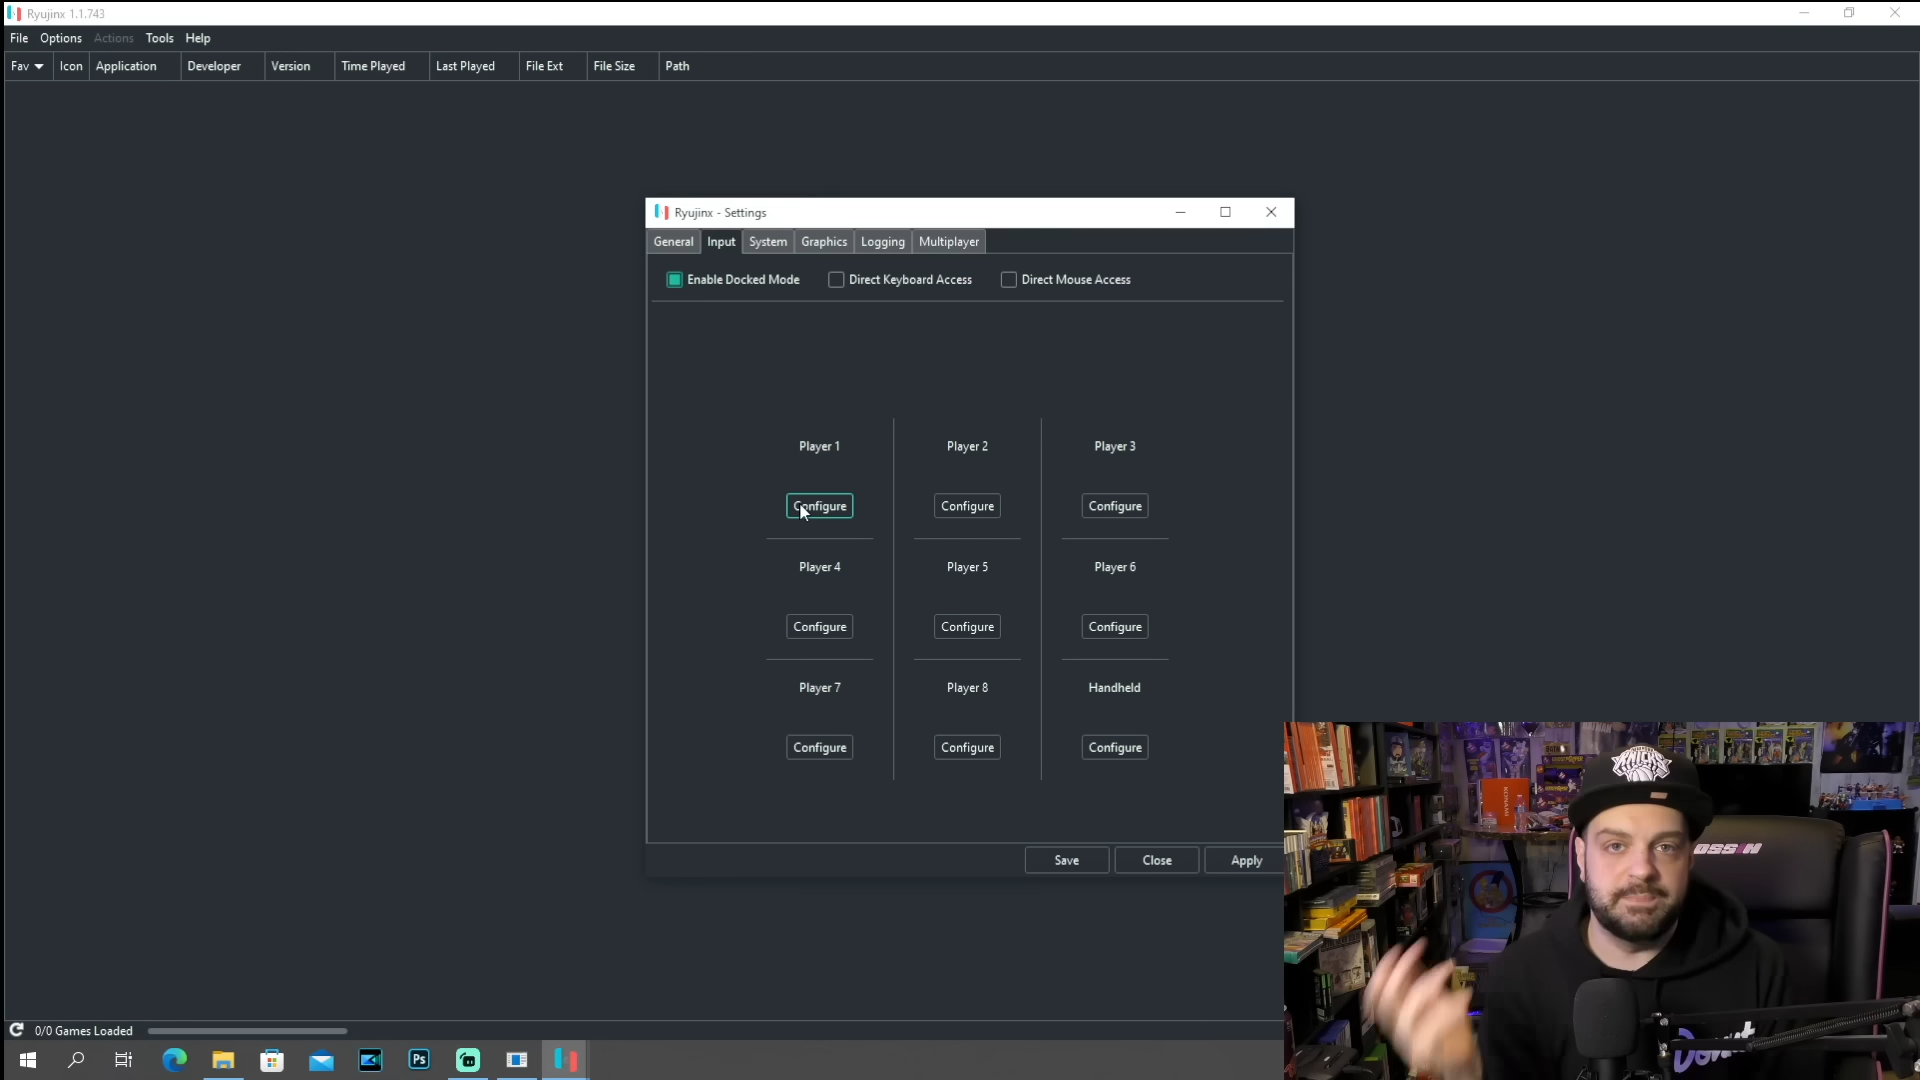 Ryujinx 1.1.743
File Options Actions Tools Help
Fav Icon Application Developer Version Time Played Last Played File Ext File Size Path
Ryujinx - Settings
General Input System Graphics Logging Multiplayer
Enable Docked Mode Direct Keyboard Access Direct Mouse Access
Player 1 Player 2 Player 3
Configure Configure Configure
Player 4 Player 5 Player 6
Configure Configure Configure
Player 7 Player 8 Handheld
Configure Configure Configure
Save Close Apply
0/0 Games Loaded
Ps
KNICKS
KONAMI